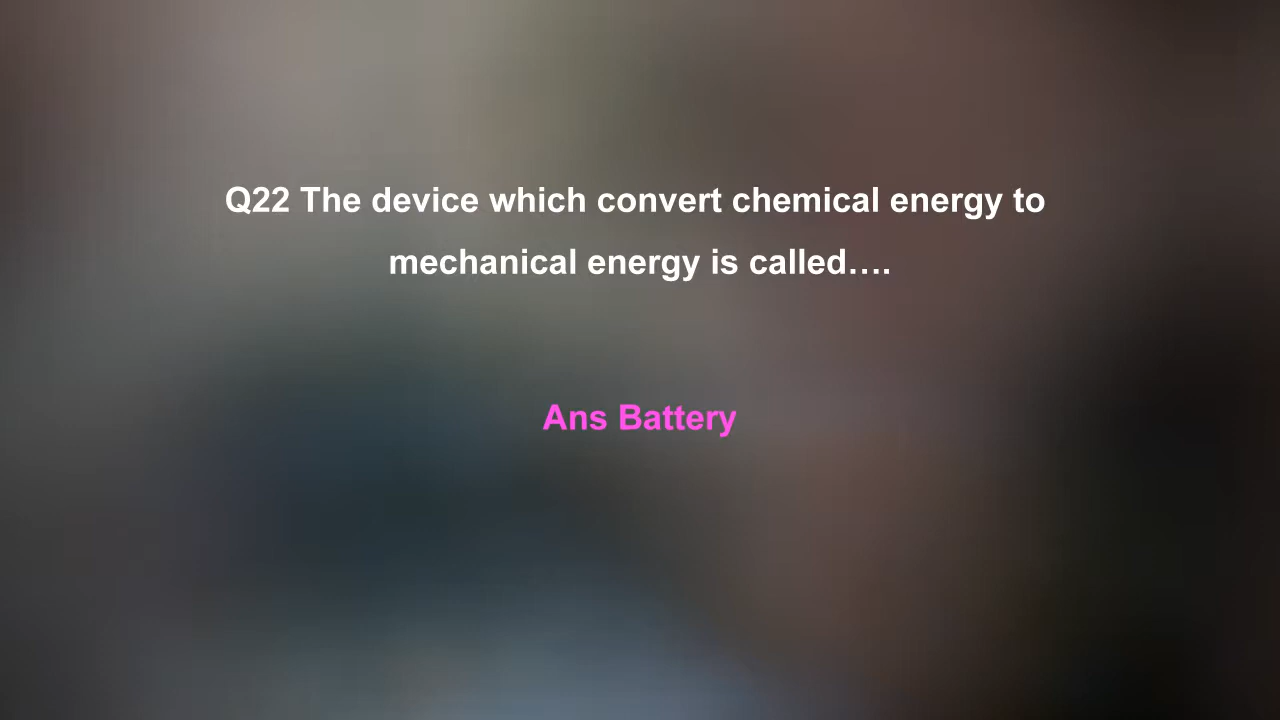 Q22 The device which convert chemical energy to
mechanical energy is called….
Ans Battery